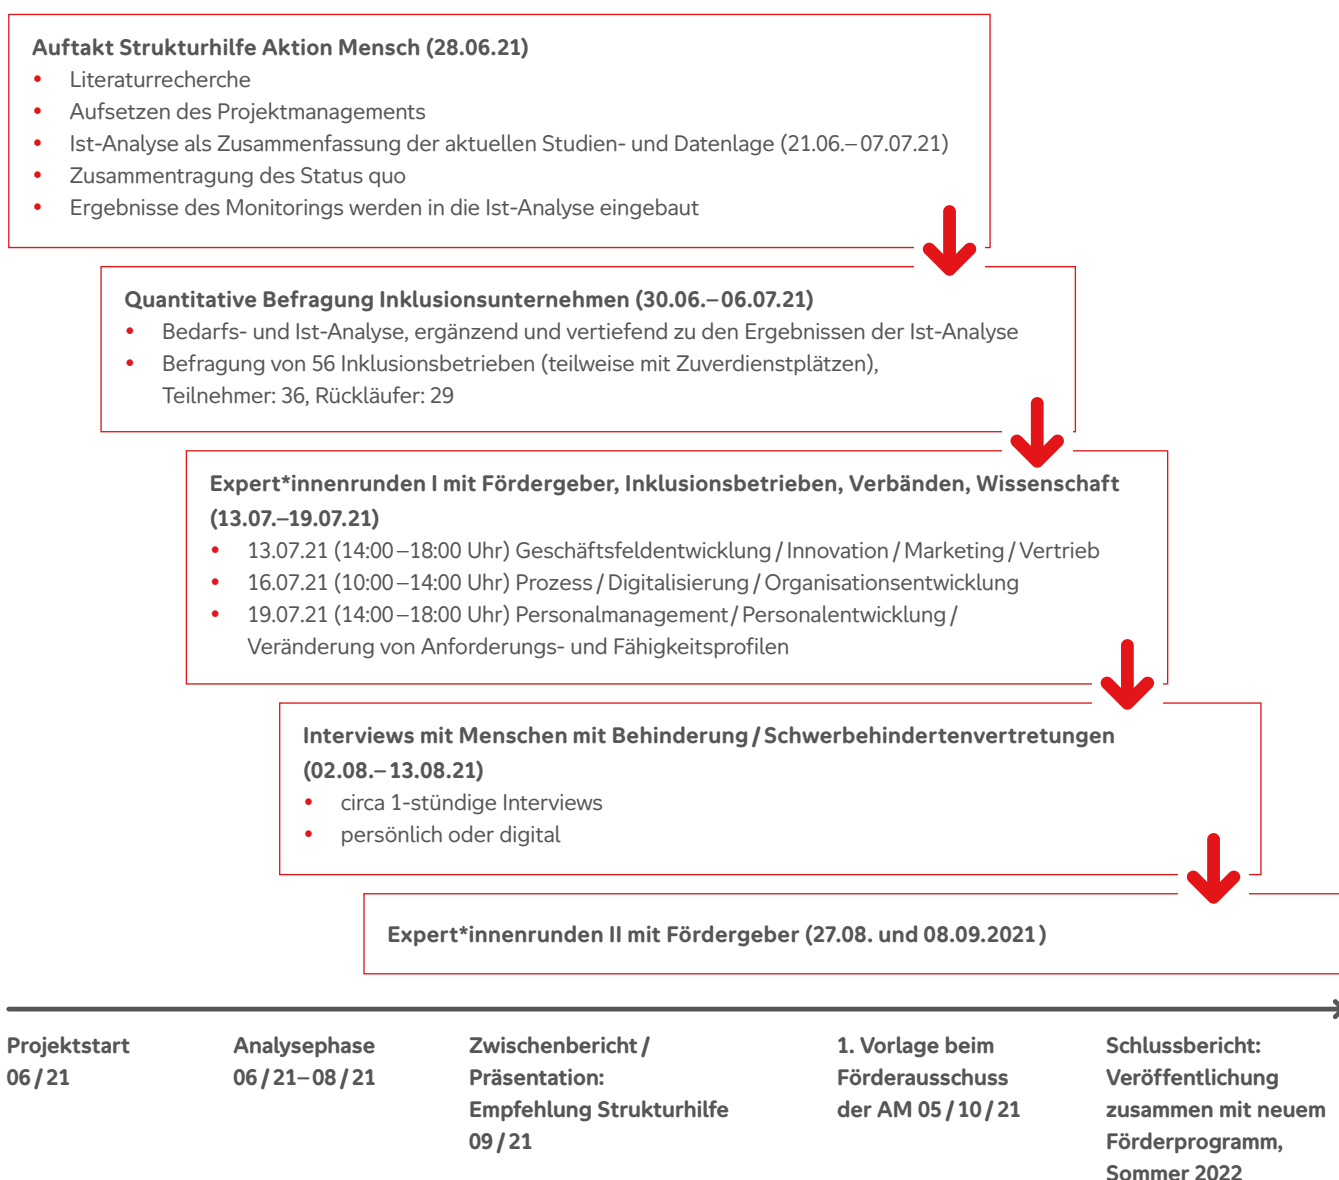 Auftakt Strukturhilfe Aktion Mensch (28.06.21)
• Literaturrecherche
• Aufsetzen des Projektmanagements
• Ist-Analyse als Zusammenfassung der aktuellen Studien- und Datenlage (21.06.–07.07.21)
• Zusammentragung des Status quo
• Ergebnisse des Monitorings werden in die Ist-Analyse eingebaut
Quantitative Befragung Inklusionsunternehmen (30.06.–06.07.21)
• Bedarfs- und Ist-Analyse, ergänzend und vertiefend zu den Ergebnissen der Ist-Analyse
• Befragung von 56 Inklusionsbetrieben (teilweise mit Zuverdienstplätzen),
Teilnehmer: 36, Rückläufer: 29
Expert*innenrunden I mit Fördergeber, Inklusionsbetrieben, Verbänden, Wissenschaft
(13.07.–19.07.21)
• 13.07.21 (14:00–18:00 Uhr) Geschäftsfeldentwicklung / Innovation / Marketing / Vertrieb
• 16.07.21 (10:00–14:00 Uhr) Prozess / Digitalisierung / Organisationsentwicklung
• 19.07.21 (14:00–18:00 Uhr) Personalmanagement / Personalentwicklung /
Veränderung von Anforderungs- und Fähigkeitsprofilen
Interviews mit Menschen mit Behinderung / Schwerbehindertenvertretungen
(02.08.–13.08.21)
• circa 1-stündige Interviews
• persönlich oder digital
Expert*innenrunden II mit Fördergeber (27.08. und 08.09.2021)
Projektstart
06 / 21
Analysephase
06 / 21–08 / 21
Zwischenbericht /
Präsentation:
Empfehlung Strukturhilfe
09 / 21
1. Vorlage beim
Förderausschuss
der AM 05 / 10 / 21
Schlussbericht:
Veröffentlichung
zusammen mit neuem
Förderprogramm,
Sommer 2022